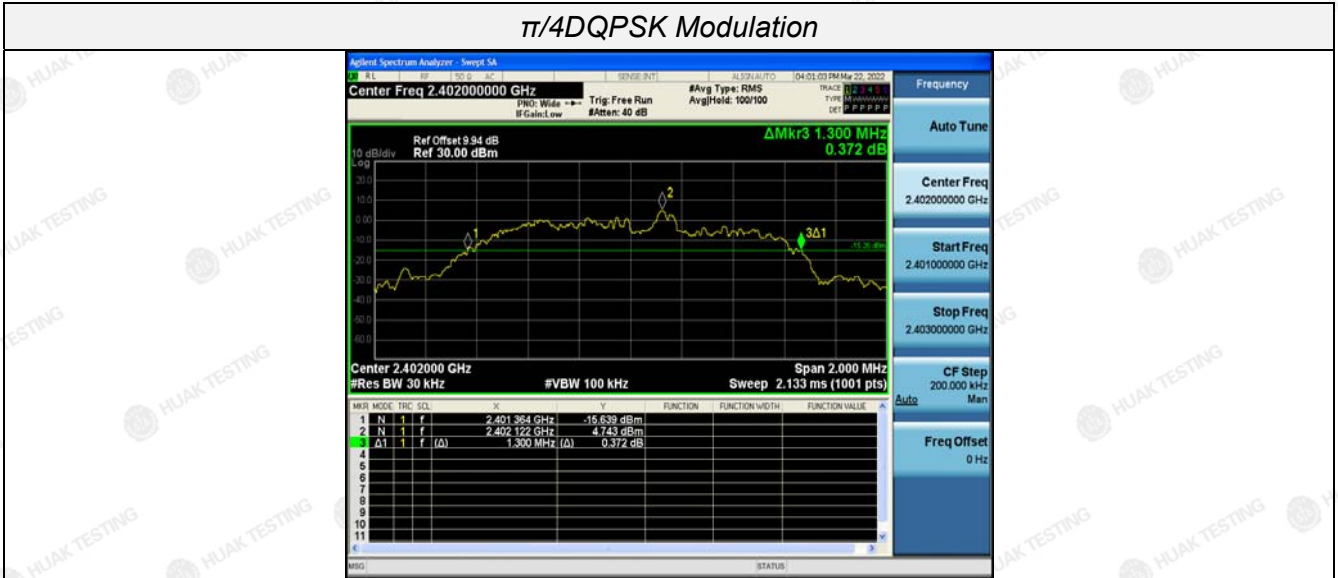 π/4DQPSK Modulation
Agilent Spectrum Analyzer - Swept SA
RL RF 50 Ω AC SENSE:INT ALIGN AUTO 04:01:03 PM Mar 22, 2022
Center Freq 2.402000000 GHz
PNO: Wide
IFGain:Low
Trig: Free Run
#Atten: 40 dB
#Avg Type: RMS
Avg|Hold: 100/100
TRACE 1 2 3 4 5 6
TYPE
DET P P P P P P
ΔMkr3 1.300 MHz
0.372 dB
Ref Offset 9.94 dB
10 dB/div Ref 30.00 dBm
Log
20.0
10.0
0.00
-10.0
-20.0
-30.0
-40.0
-50.0
-60.0
1
2
3Δ1
Center 2.402000 GHz Span 2.000 MHz
#Res BW 30 kHz #VBW 100 kHz Sweep 2.133 ms (1001 pts)
MKR MODE TRC SCL X Y FUNCTION FUNCTION WIDTH FUNCTION VALUE
1 N 1 f 2.401 364 GHz -15.639 dBm
2 N 1 f 2.402 122 GHz 4.743 dBm
3 Δ1 1 f (Δ) 1.300 MHz (Δ) 0.372 dB
4
5
6
7
8
9
10
11
MSG STATUS
Frequency
Auto Tune
Center Freq
2.402000000 GHz
Start Freq
2.401000000 GHz
Stop Freq
2.403000000 GHz
CF Step
200.000 kHz
Auto Man
Freq Offset
0 Hz
HUAK TESTING